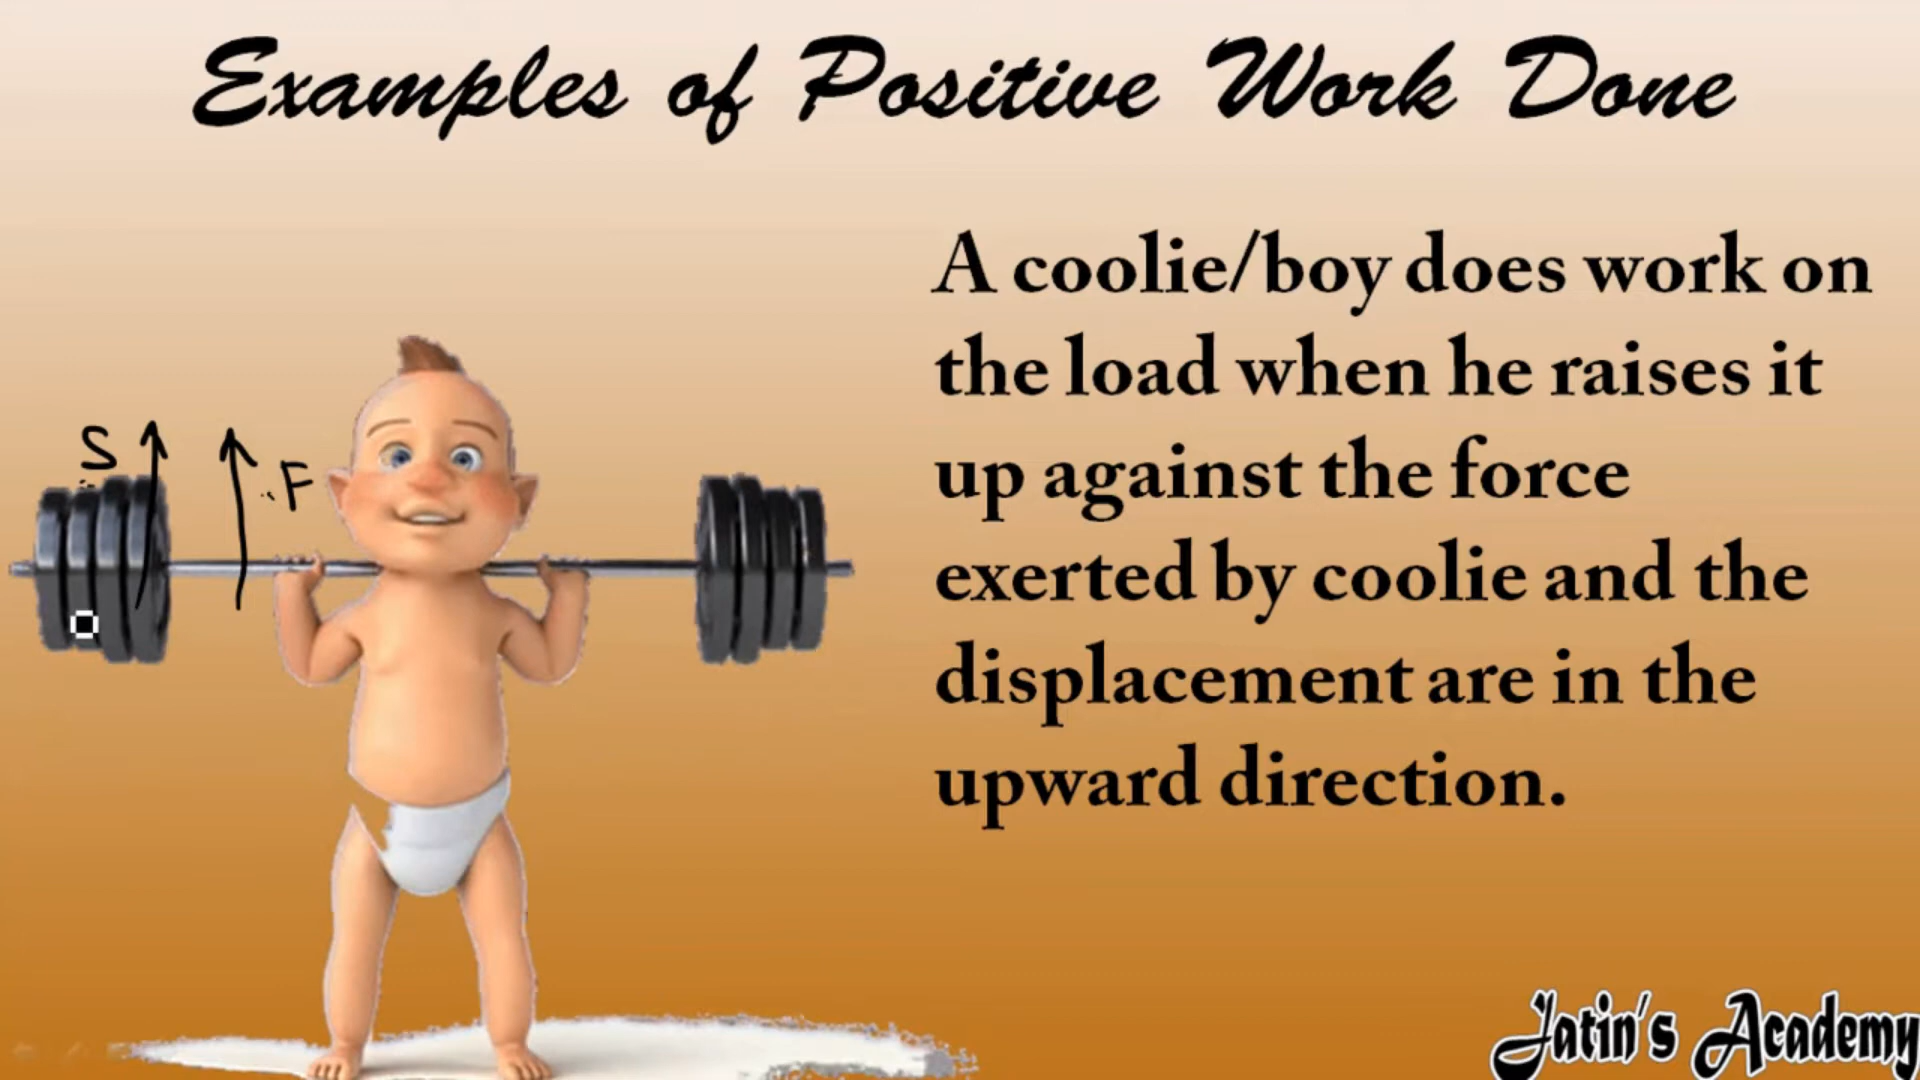 Examples of Positive Work Done
A coolie/boy does work on
the load when he raises it
up against the force
exerted by coolie and the
displacement are in the
upward direction.
S
F
Jatin's Academy